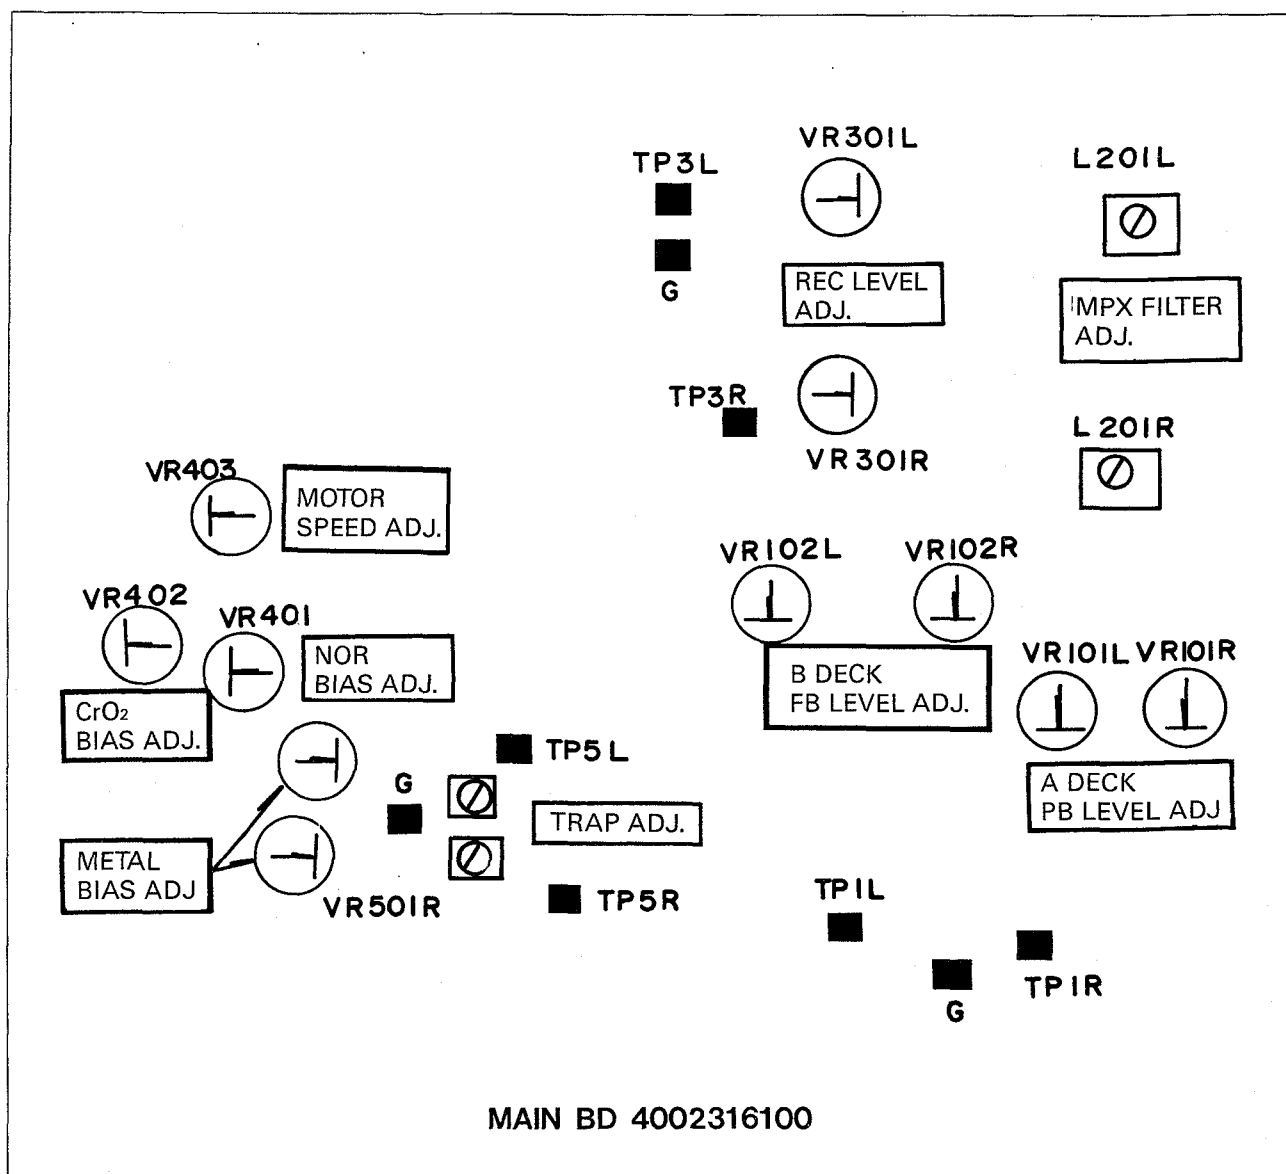 VR301L
TP3L
L201L
G
REC LEVEL
ADJ.
MPX FILTER
ADJ.
TP3R
VR301R
L201R
VR403
MOTOR
SPEED ADJ.
VR102L
VR102R
VR402
VR401
NOR
BIAS ADJ.
B DECK
FB LEVEL ADJ.
VR101L
VR101R
CrO₂
BIAS ADJ.
TP5L
G
TRAP ADJ.
A DECK
PB LEVEL ADJ
METAL
BIAS ADJ
VR501R
TP5R
TP1L
TP1R
G
MAIN BD 4002316100